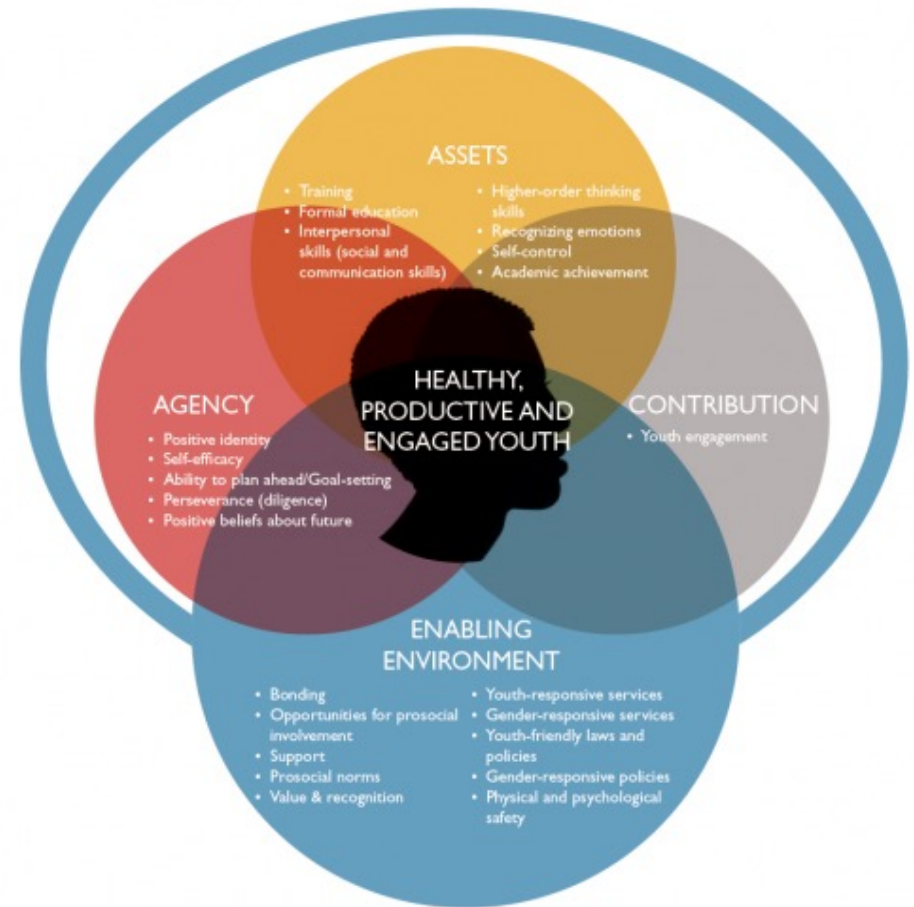 ASSETS
• Training
• Formal education
• Interpersonal
skills (social and
communication skills)
• Higher-order thinking
skills
• Recognizing emotions
• Self-control
• Academic achievement
AGENCY
• Positive identity
• Self-efficacy
• Ability to plan ahead/Goal-setting
• Perseverance (diligence)
• Positive beliefs about future
HEALTHY,
PRODUCTIVE AND
ENGAGED YOUTH
CONTRIBUTION
• Youth engagement
ENABLING
ENVIRONMENT
• Bonding
• Opportunities for prosocial
involvement
• Support
• Prosocial norms
• Value & recognition
• Youth-responsive services
• Gender-responsive services
• Youth-friendly laws and
policies
• Gender-responsive policies
• Physical and psychological
safety